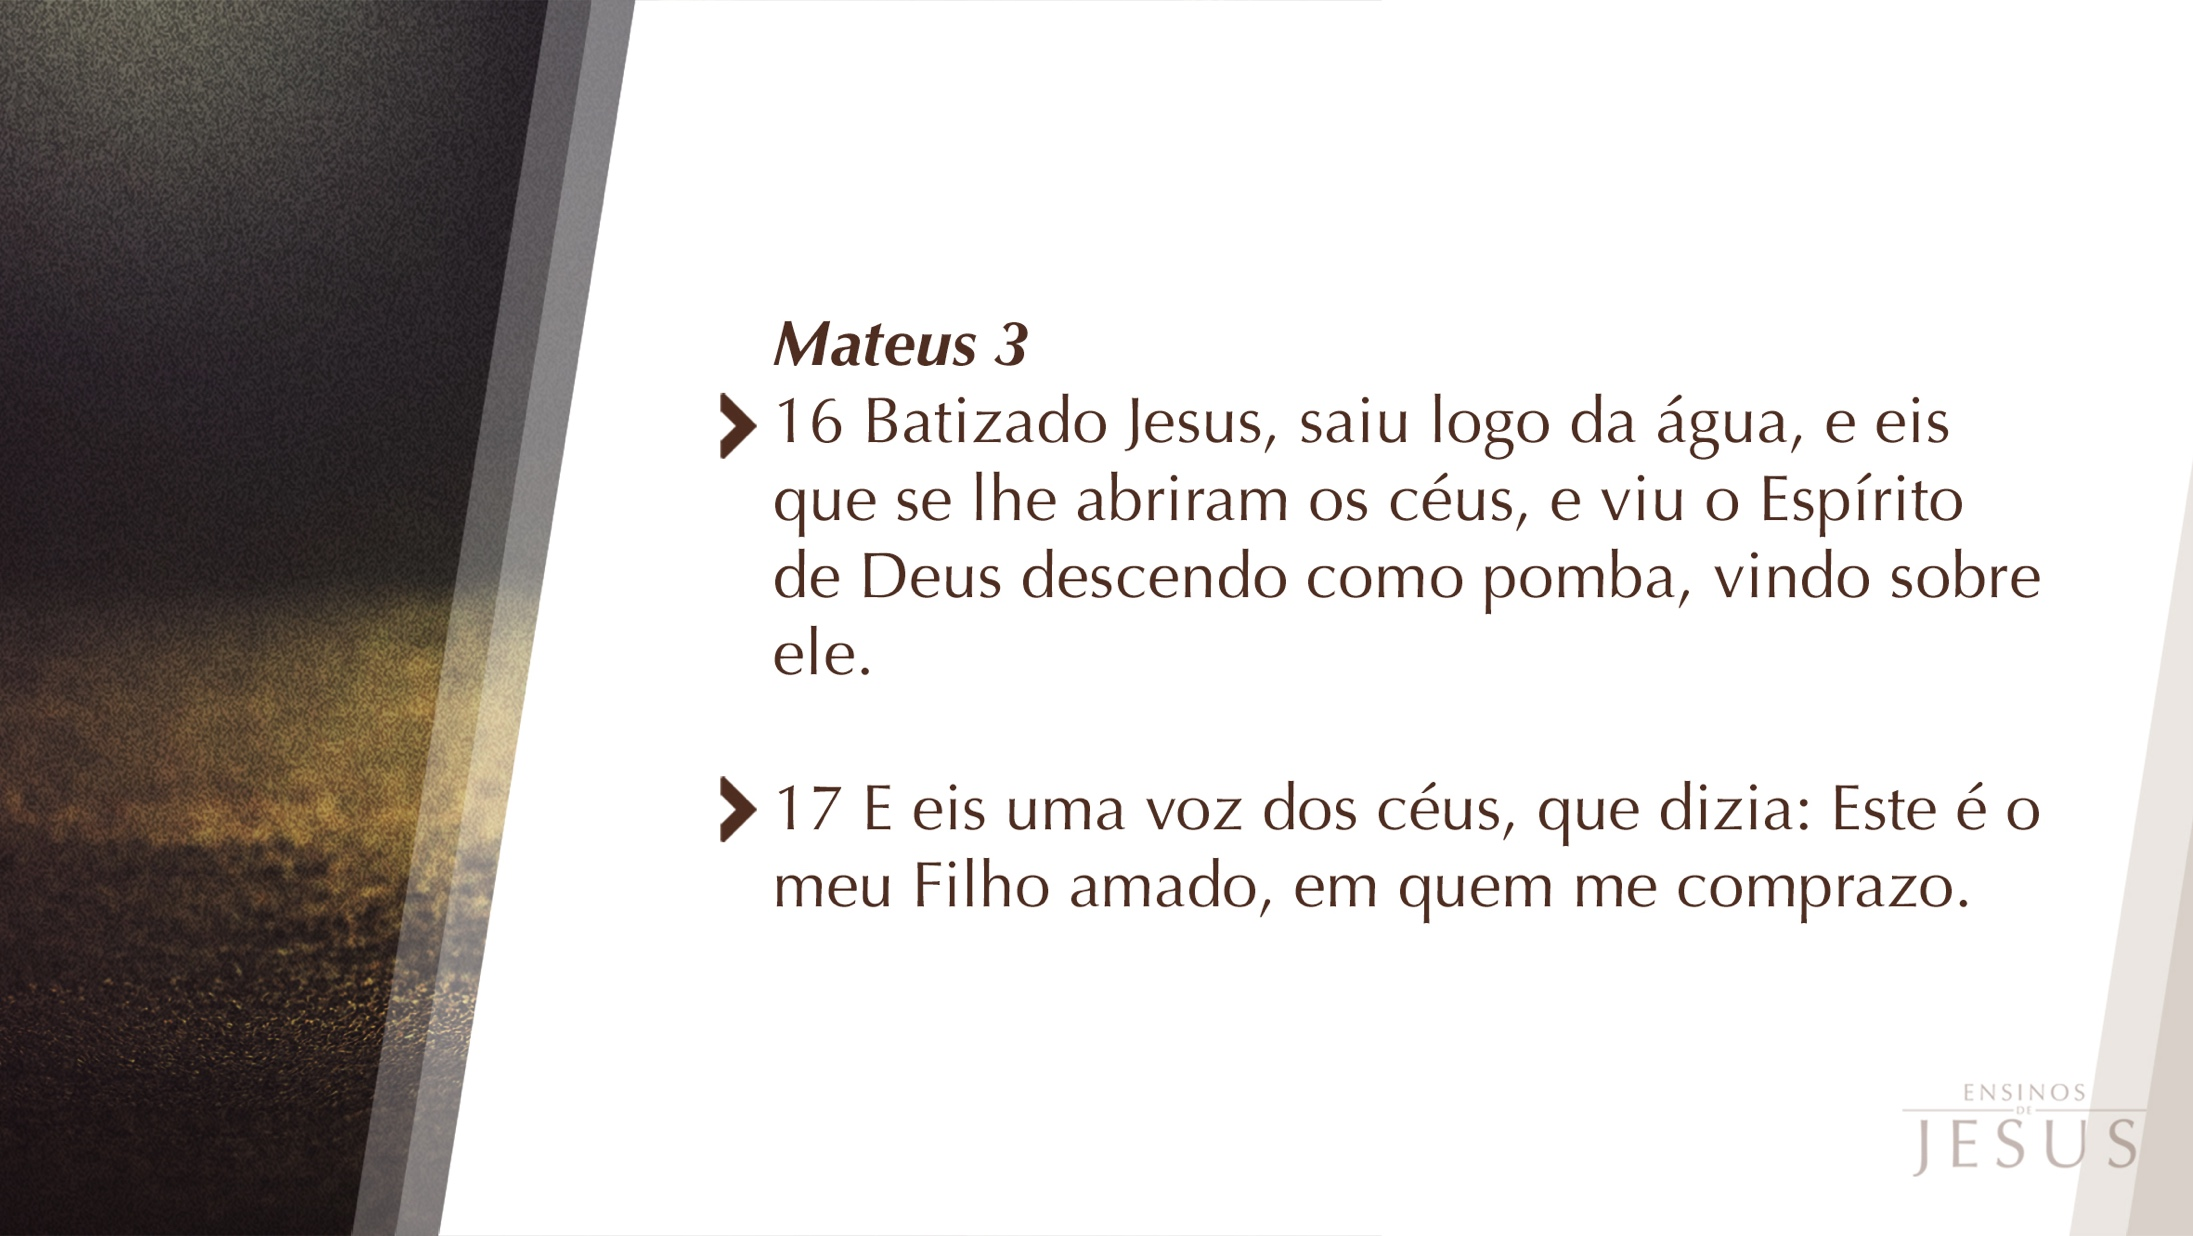 Mateus 3
16 Batizado Jesus, saiu logo da água, e eis
que se lhe abriram os céus, e viu o Espírito
de Deus descendo como pomba, vindo sobre
ele.
17 E eis uma voz dos céus, que dizia: Este é o
meu Filho amado, em quem me comprazo.
ENSINOS
DE
JESUS